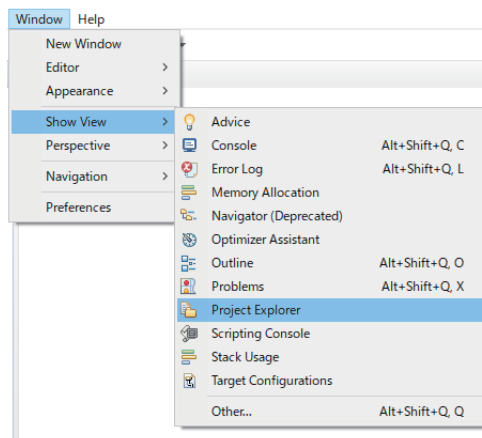 Window Help
New Window
Editor
Appearance
Show View
Perspective
Navigation
Preferences
Advice
Console Alt+Shift+Q, C
Error Log Alt+Shift+Q, L
Memory Allocation
Navigator (Deprecated)
Optimizer Assistant
Outline Alt+Shift+Q, O
Problems Alt+Shift+Q, X
Project Explorer
Scripting Console
Stack Usage
Target Configurations
Other... Alt+Shift+Q, Q